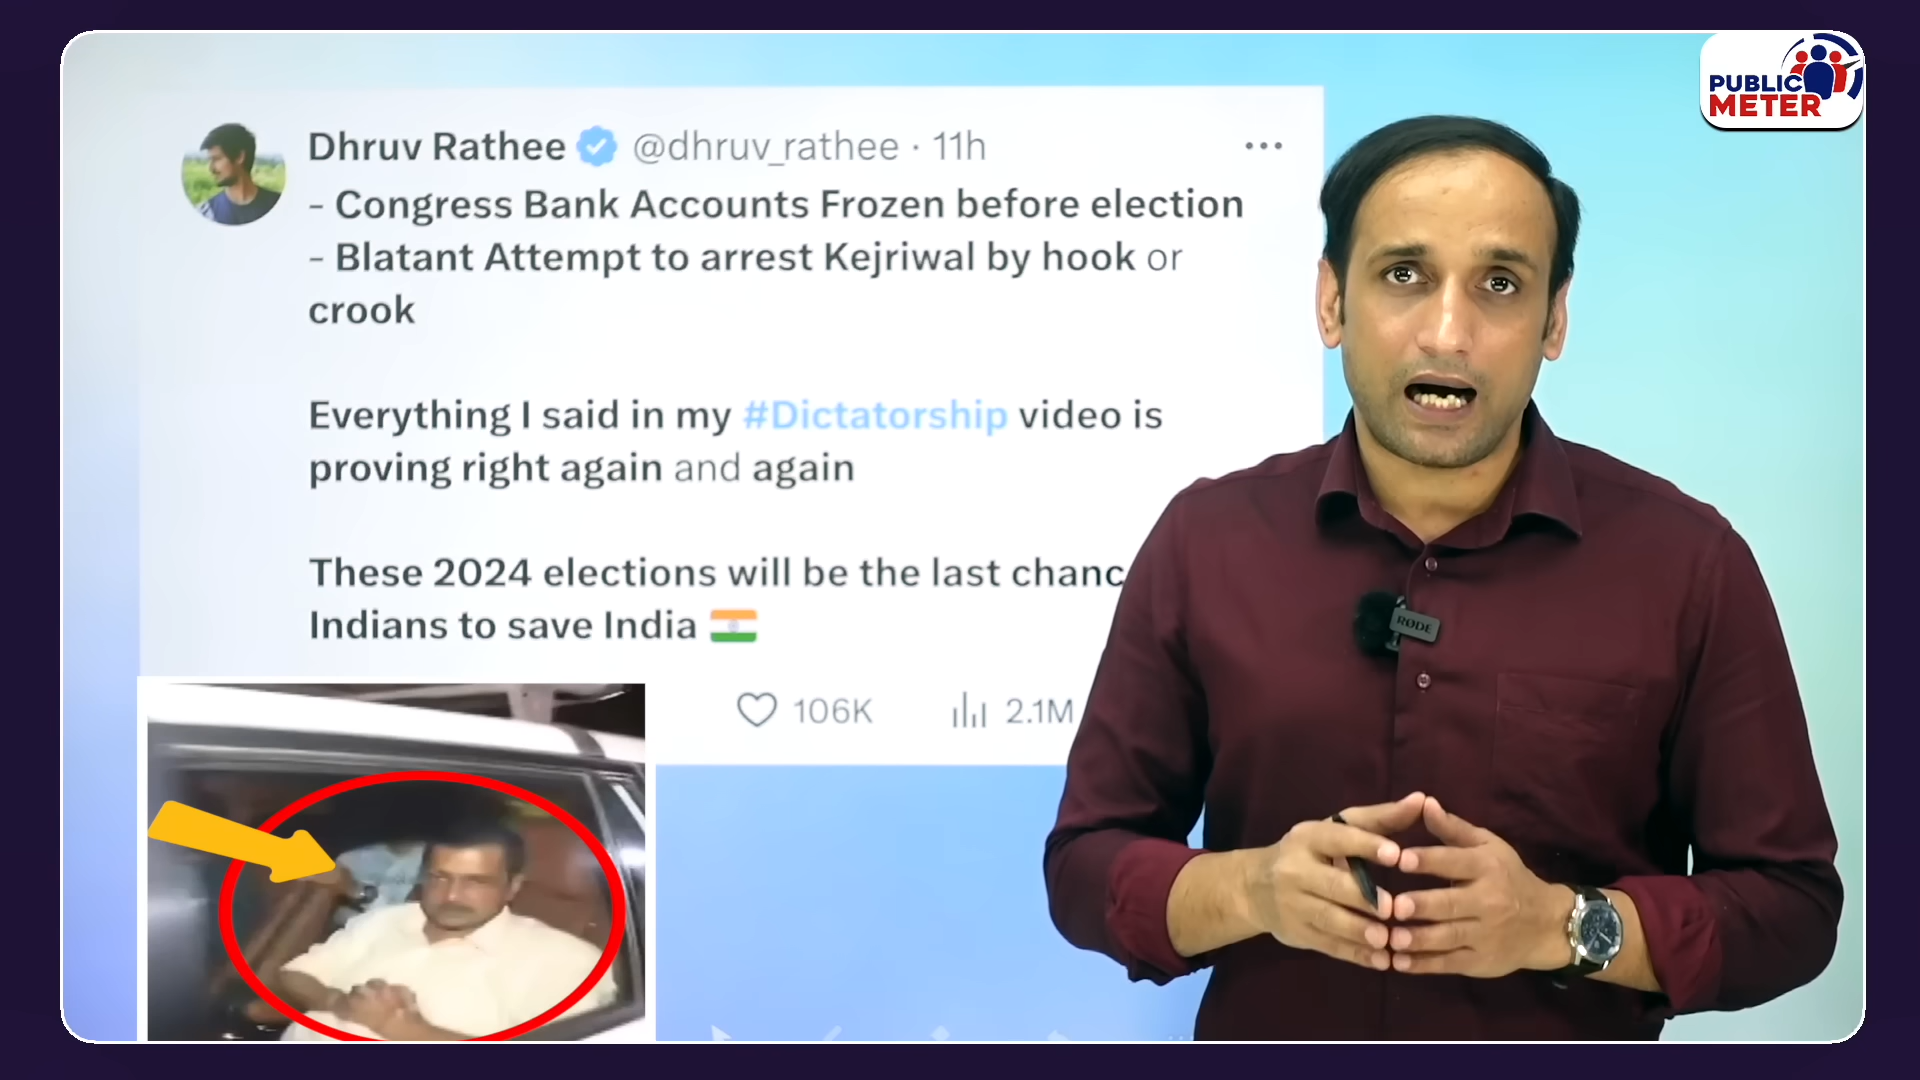 Dhruv Rathee @dhruv_rathee · 11h
- Congress Bank Accounts Frozen before election
- Blatant Attempt to arrest Kejriwal by hook or
crook
Everything I said in my #Dictatorship video is
proving right again and again
These 2024 elections will be the last chanc
Indians to save India
106K 2.1M
PUBLIC
METER
RØDE